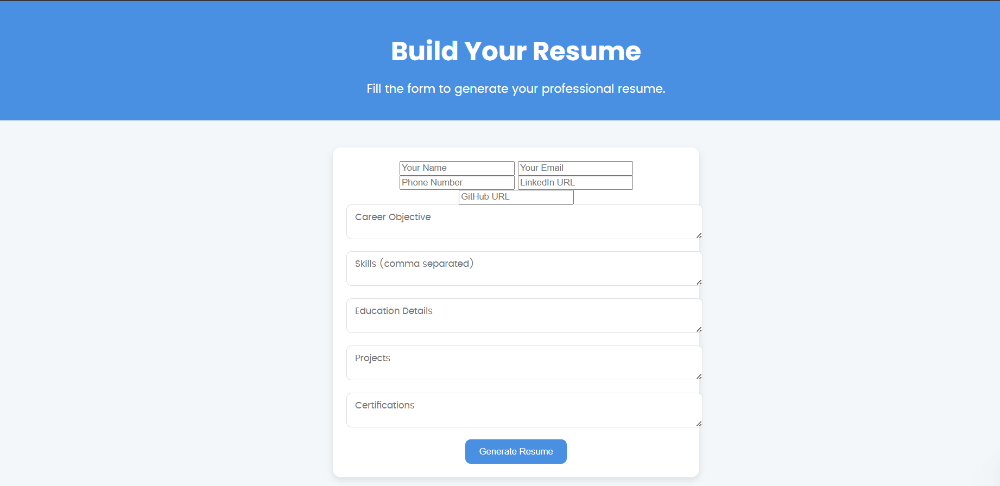 Build Your Resume
Fill the form to generate your professional resume.
Your Name Your Email
Phone Number LinkedIn URL
GitHub URL
Career Objective
Skills (comma separated)
Education Details
Projects
Certifications
Generate Resume